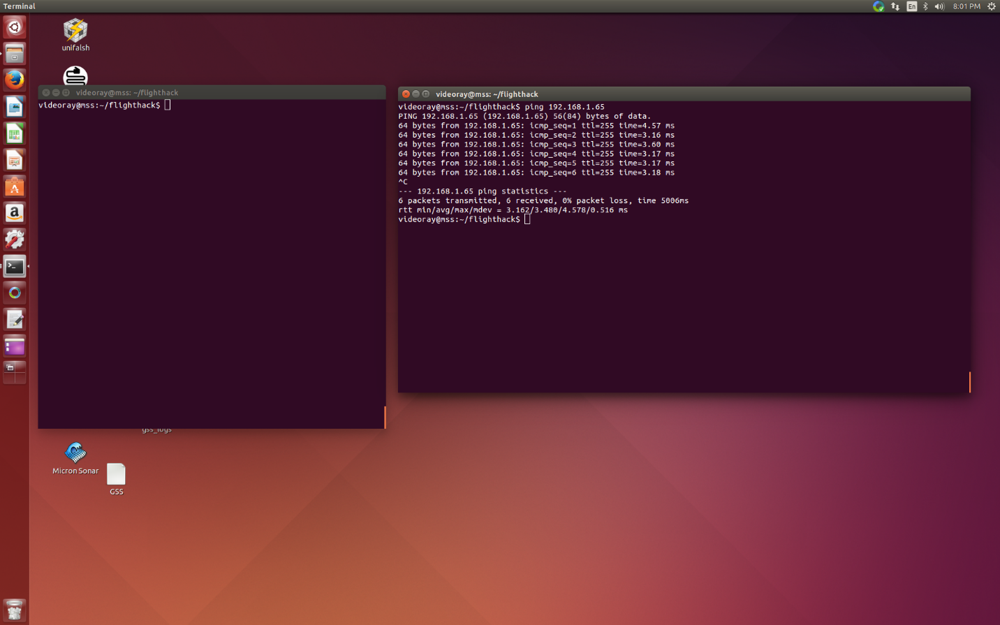 Terminal
En
8:01 PM
unifalsh
videoray@mss: ~/flighthack
videoray@mss:~/flighthack$
videoray@mss: ~/flighthack
videoray@mss:~/flighthack$ ping 192.168.1.65
PING 192.168.1.65 (192.168.1.65) 56(84) bytes of data.
64 bytes from 192.168.1.65: icmp_seq=1 ttl=255 time=4.57 ms
64 bytes from 192.168.1.65: icmp_seq=2 ttl=255 time=3.16 ms
64 bytes from 192.168.1.65: icmp_seq=3 ttl=255 time=3.60 ms
64 bytes from 192.168.1.65: icmp_seq=4 ttl=255 time=3.17 ms
64 bytes from 192.168.1.65: icmp_seq=5 ttl=255 time=3.17 ms
64 bytes from 192.168.1.65: icmp_seq=6 ttl=255 time=3.18 ms
^C
--- 192.168.1.65 ping statistics ---
6 packets transmitted, 6 received, 0% packet loss, time 5006ms
rtt min/avg/max/mdev = 3.162/3.480/4.578/0.516 ms
videoray@mss:~/flighthack$
gss_logs
Micron Sonar
GSS